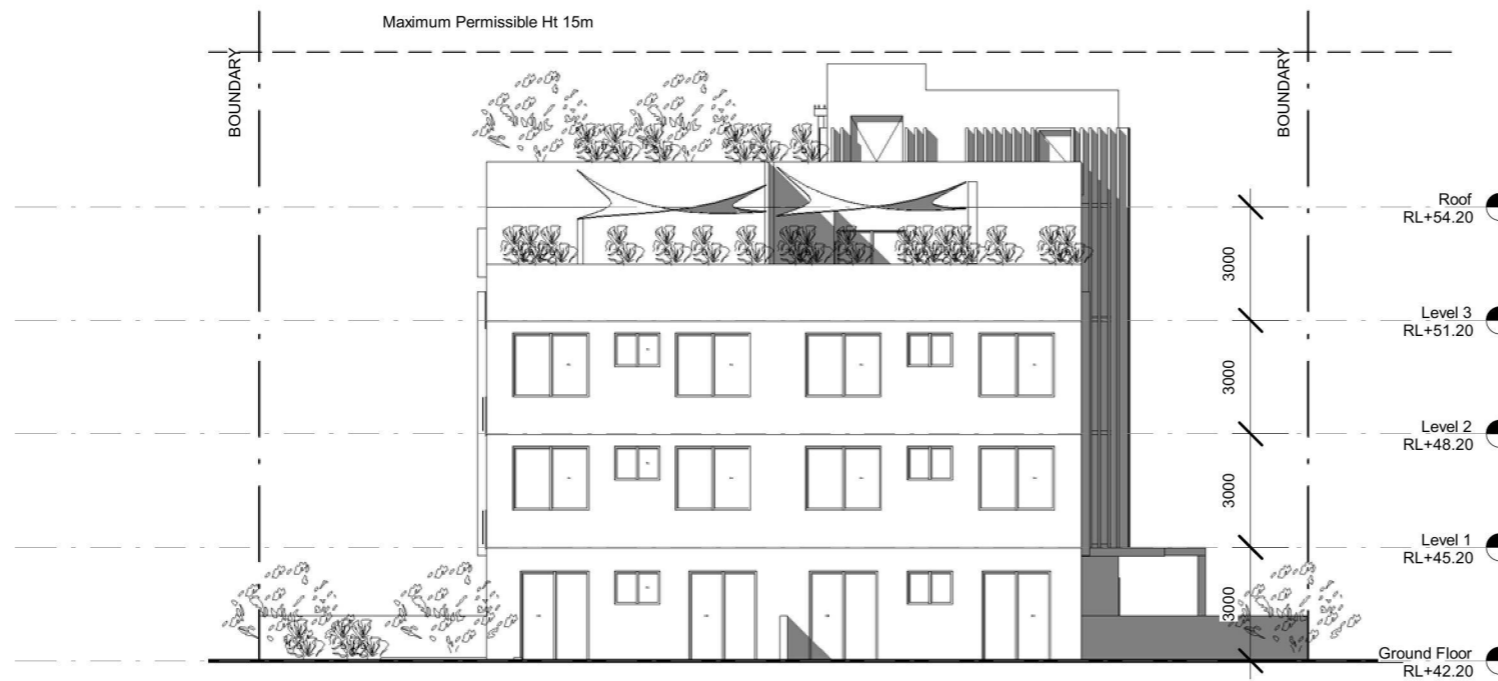 Maximum Permissible Ht 15m
BOUNDARY
BOUNDARY
Roof
RL+54.20
3000
Level 3
RL+51.20
3000
Level 2
RL+48.20
3000
Level 1
RL+45.20
3000
Ground Floor
RL+42.20